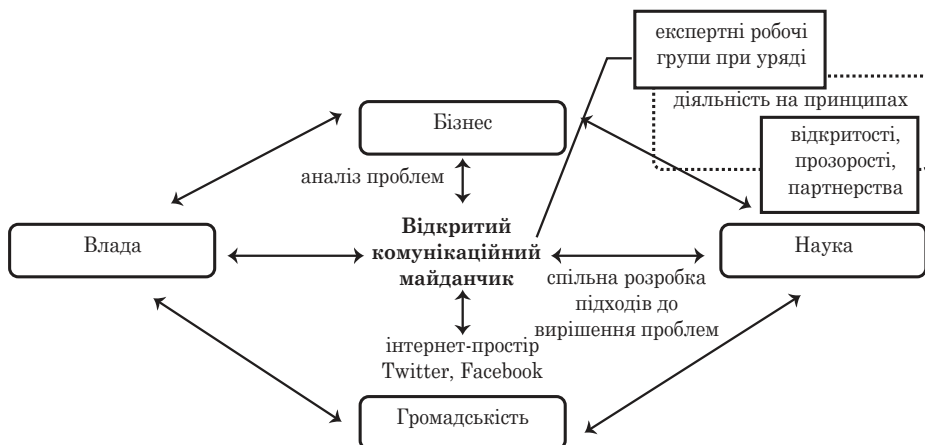 експертні робочі
групи при уряді
діяльність на принципах
відкритості,
прозорості,
партнерства
Бізнес
аналіз проблем
Влада
Відкритий
комунікаційний
майданчик
Наука
спільна розробка
підходів до
вирішення проблем
інтернет-простір
Twitter, Facebook
Громадськість